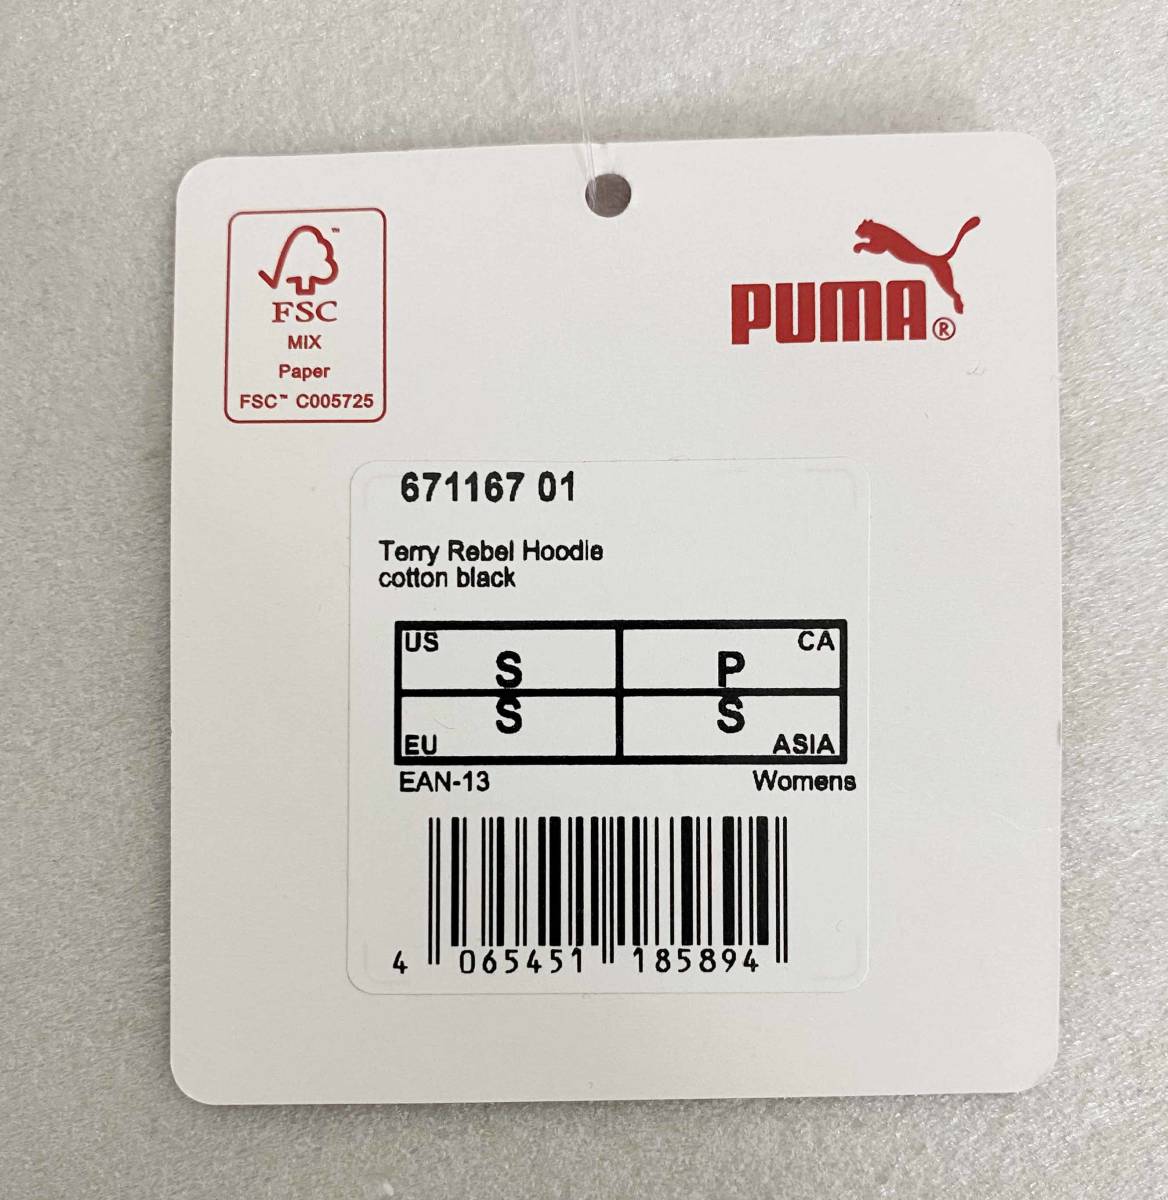 FSC™
MIX
Paper
FSC™ C005725
PUMA®
671167 01
Terry Rebel Hoodie
cotton black
US S P CA
EU S S ASIA
EAN-13 Womens
4 065451 185894